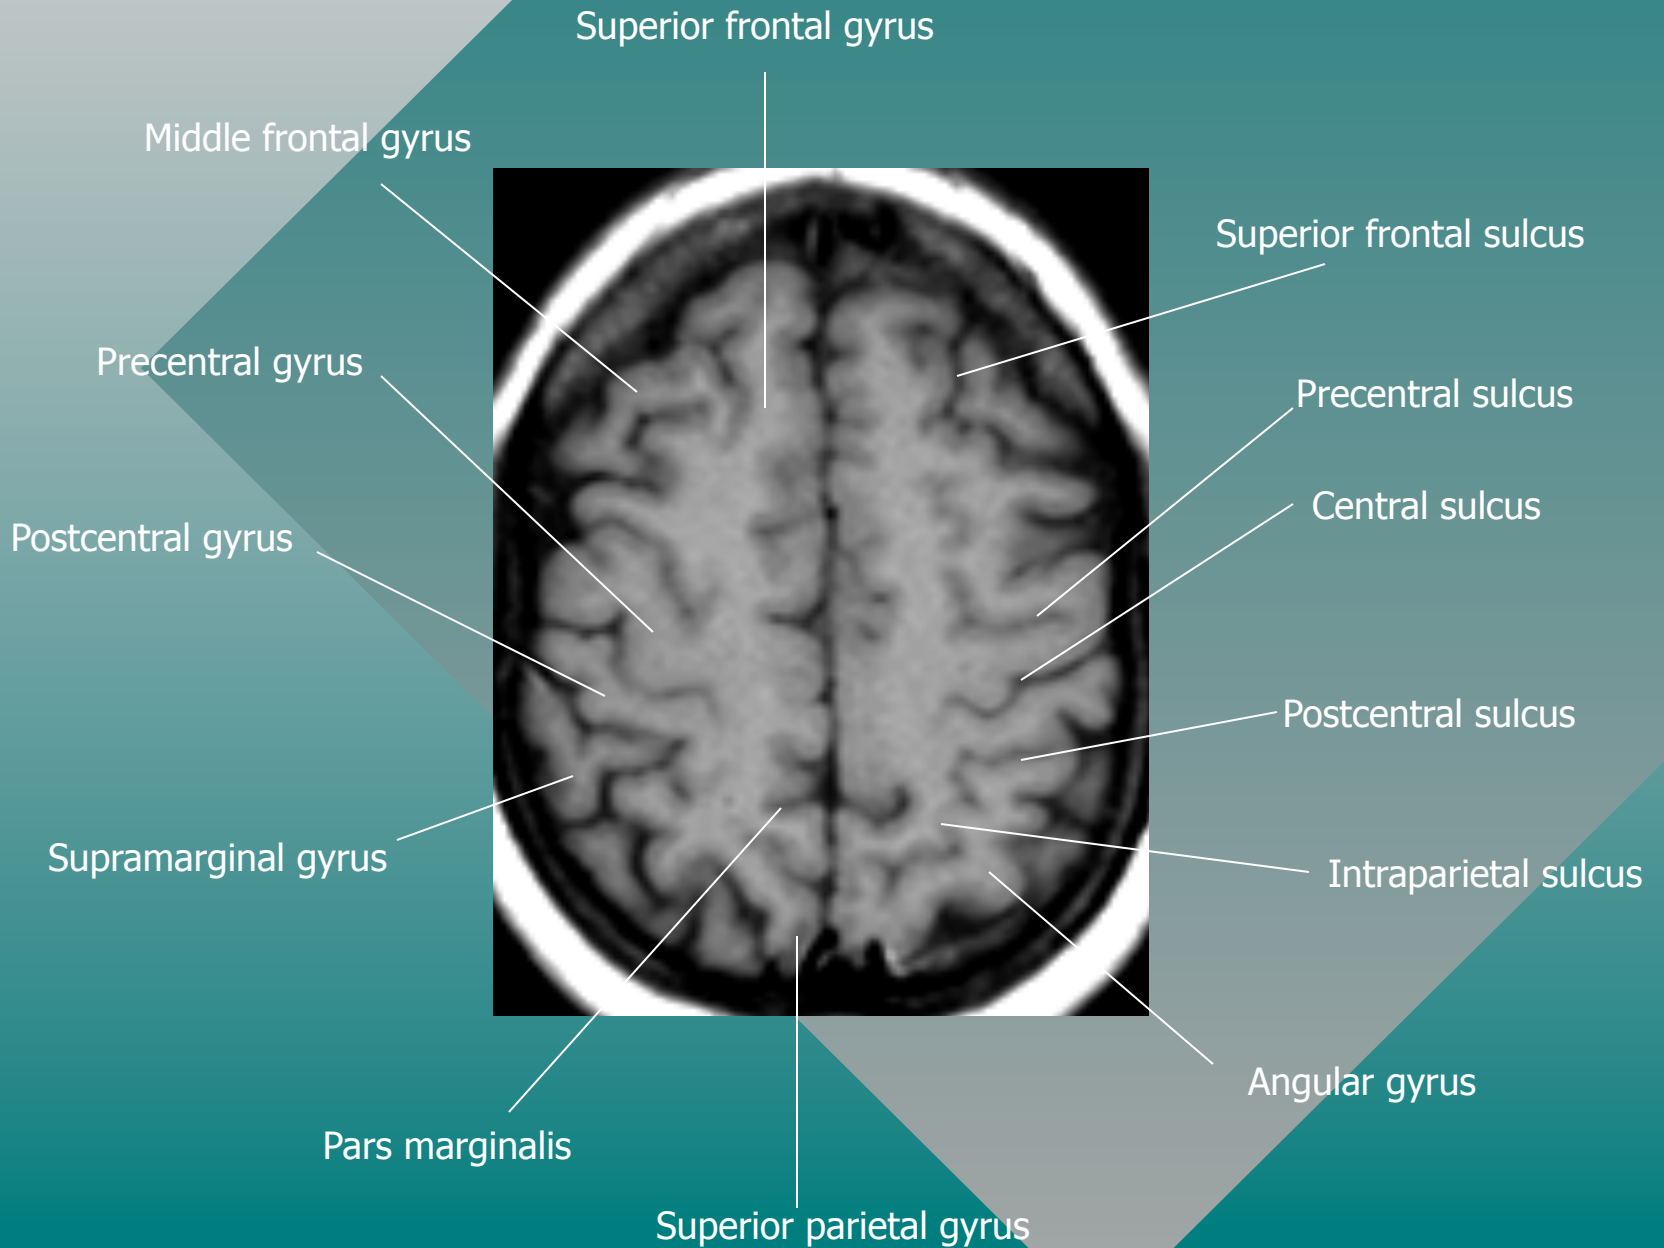 Superior frontal gyrus
Middle frontal gyrus
Superior frontal sulcus
Precentral gyrus
Precentral sulcus
Central sulcus
Postcentral gyrus
Postcentral sulcus
Supramarginal gyrus
Intraparietal sulcus
Angular gyrus
Pars marginalis
Superior parietal gyrus